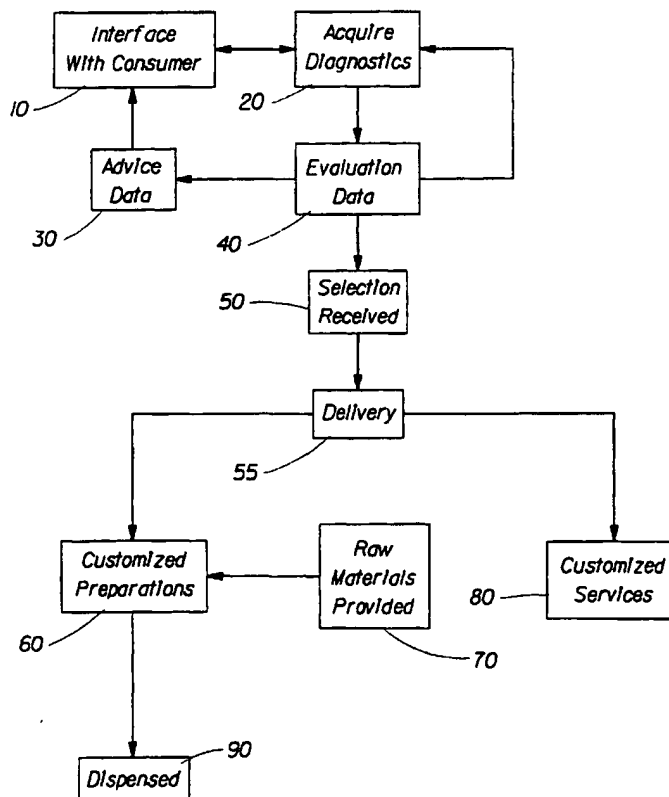 Interface
With Consumer
10
Acquire
Diagnostics
20
Advice
Data
30
Evaluation
Data
40
50
Selection
Received
Delivery
55
Customized
Preparations
60
Raw
Materials
Provided
70
80
Customized
Services
90
Dispensed